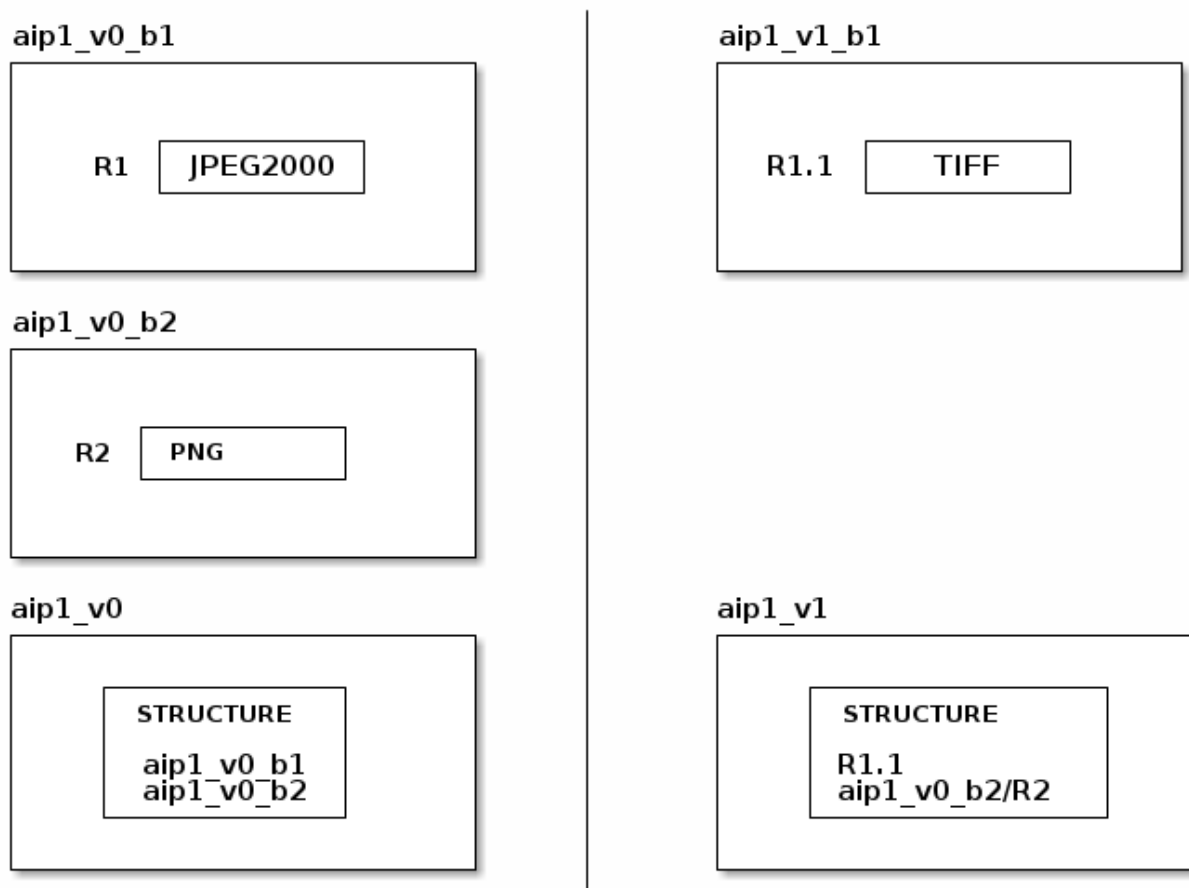 aip1_v0_b1
R1 JPEG2000
aip1_v0_b2
R2 PNG
aip1_v0
STRUCTURE
aip1_v0_b1
aip1_v0_b2
aip1_v1_b1
R1.1 TIFF
aip1_v1
STRUCTURE
R1.1
aip1_v0_b2/R2